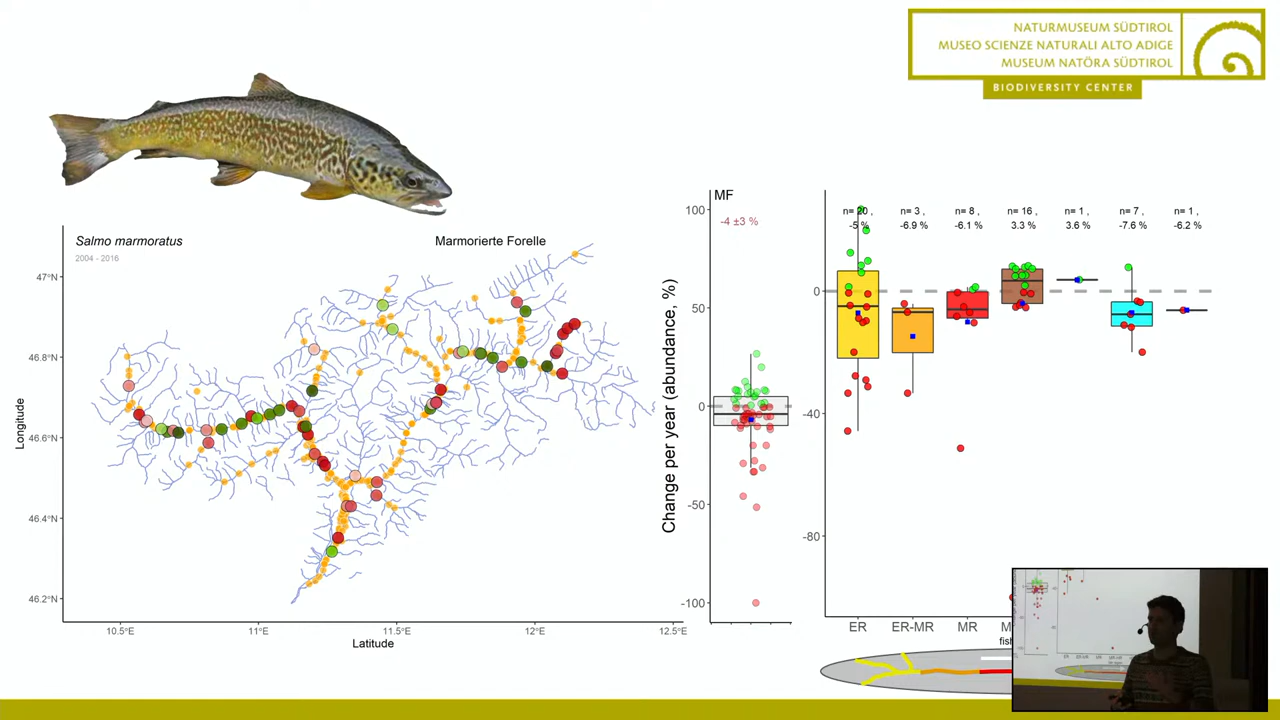 NATURMUSEUM SÜDTIROL
MUSEO SCIENZE NATURALI ALTO ADIGE
MUSEUM NATÖRA SÜDTIROL
BIODIVERSITY CENTER
Salmo marmoratus
Marmorierte Forelle
2004 - 2016
47°N
46.8°N
46.6°N
46.4°N
46.2°N
Longitude
10.5°E
11°E
11.5°E
12°E
12.5°E
Latitude
MF
-4 ±3 %
100
50
0
-50
-100
Change per year (abundance, %)
n= 20 ,
-5 %
n= 3 ,
-6.9 %
n= 8 ,
-6.1 %
n= 16 ,
3.3 %
n= 1 ,
3.6 %
n= 7 ,
-7.6 %
n= 1 ,
-6.2 %
0
-40
-80
ER
ER-MR
MR
fish